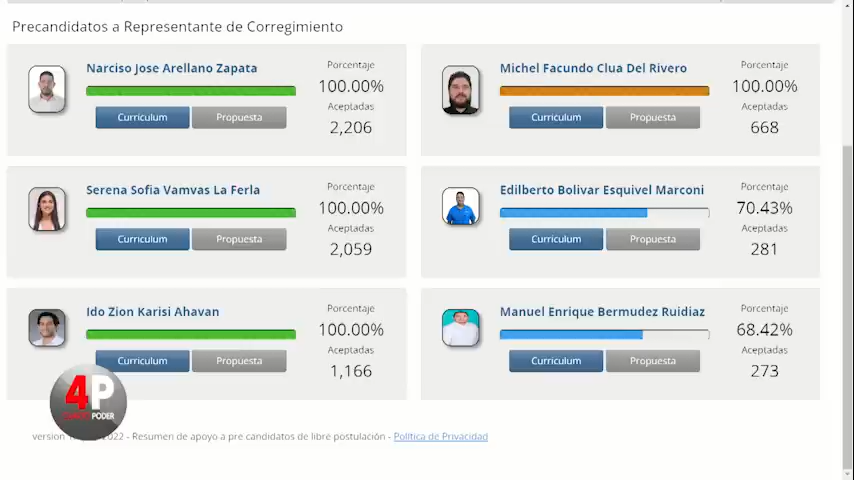 Precandidatos a Representante de Corregimiento
Narciso Jose Arellano Zapata
Porcentaje
100.00%
Aceptadas
2,206
Curriculum Propuesta
Michel Facundo Clua Del Rivero
Porcentaje
100.00%
Aceptadas
668
Curriculum Propuesta
Serena Sofia Vamvas La Ferla
Porcentaje
100.00%
Aceptadas
2,059
Curriculum Propuesta
Edilberto Bolivar Esquivel Marconi
Porcentaje
70.43%
Aceptadas
281
Curriculum Propuesta
Ido Zion Karisi Ahavan
Porcentaje
100.00%
Aceptadas
1,166
Curriculum Propuesta
Manuel Enrique Bermudez Ruidiaz
Porcentaje
68.42%
Aceptadas
273
Curriculum Propuesta
4P
PODER
version 2022 - Resumen de apoyo a pre candidatos de libre postulación - Política de Privacidad